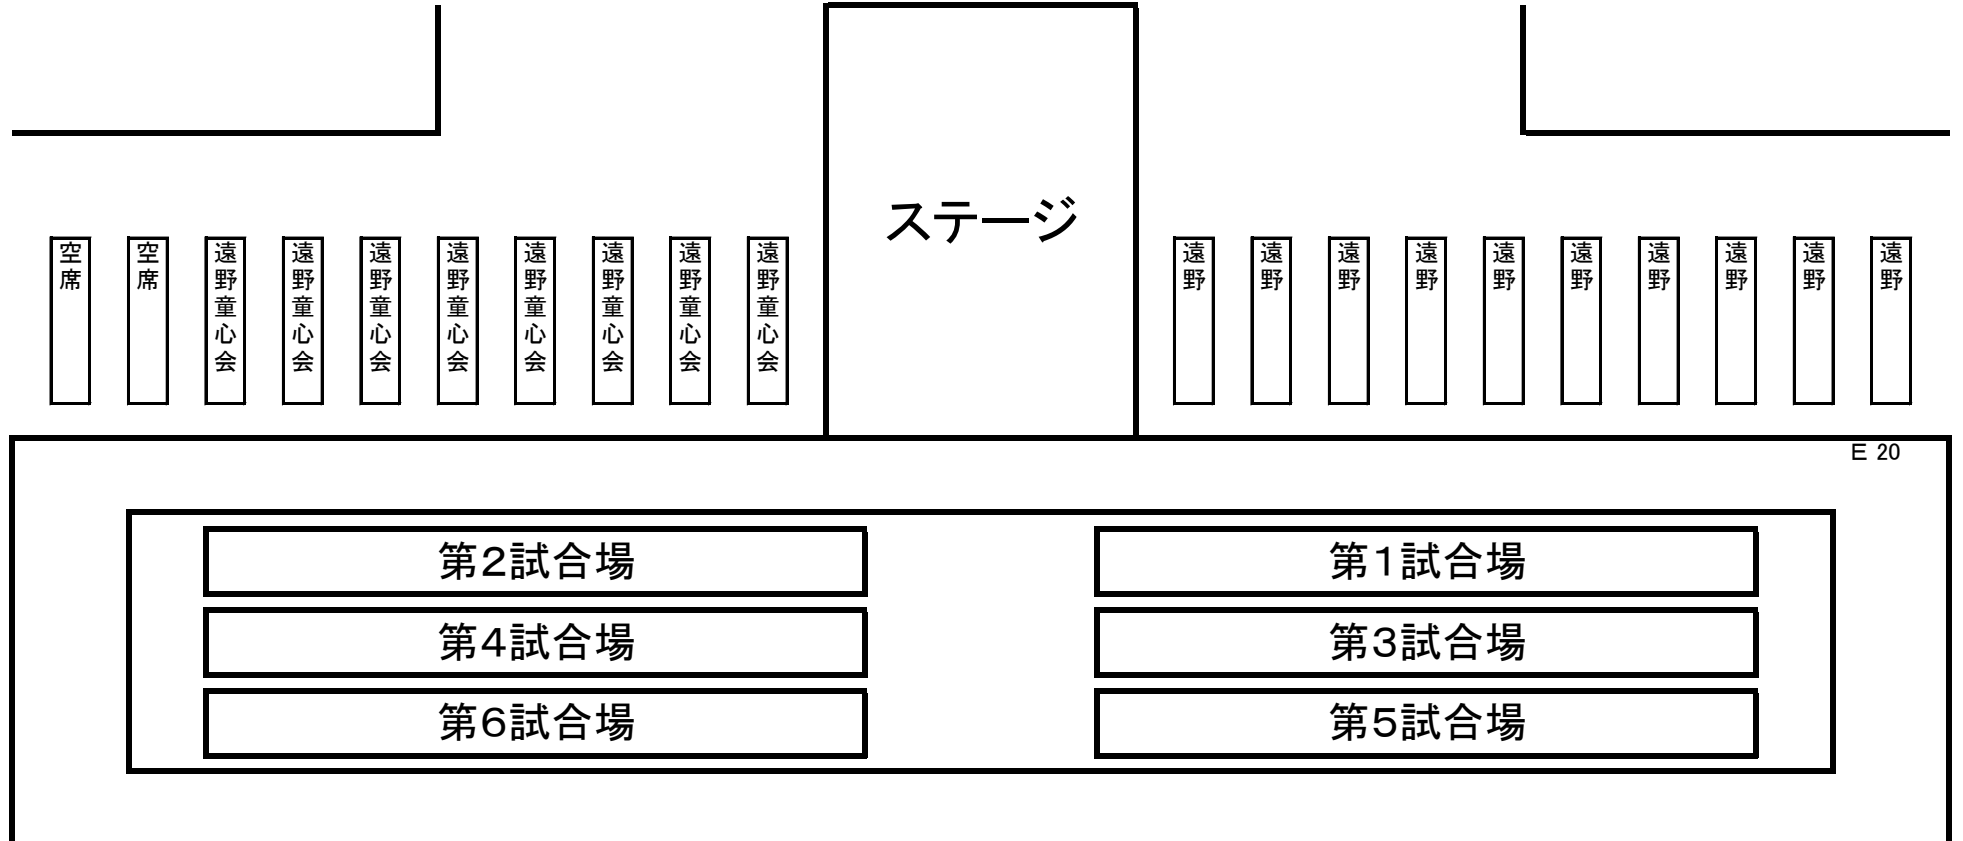 ステージ
空席
空席
遠野童心会
遠野童心会
遠野童心会
遠野童心会
遠野童心会
遠野童心会
遠野童心会
遠野童心会
遠野
遠野
遠野
遠野
遠野
遠野
遠野
遠野
遠野
遠野
E 20
第2試合場
第1試合場
第4試合場
第3試合場
第6試合場
第5試合場